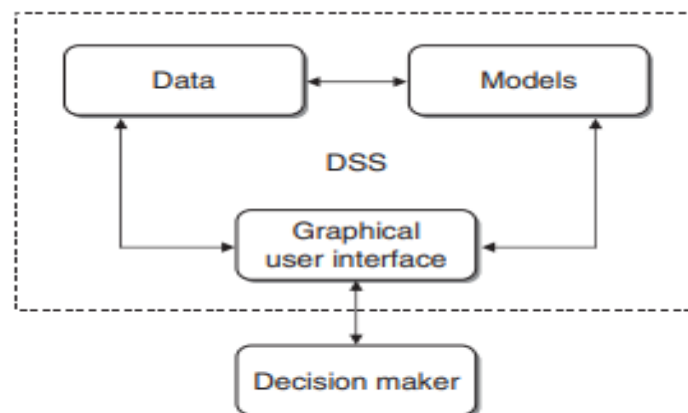 Data
Models
DSS
Graphical
user interface
Decision maker